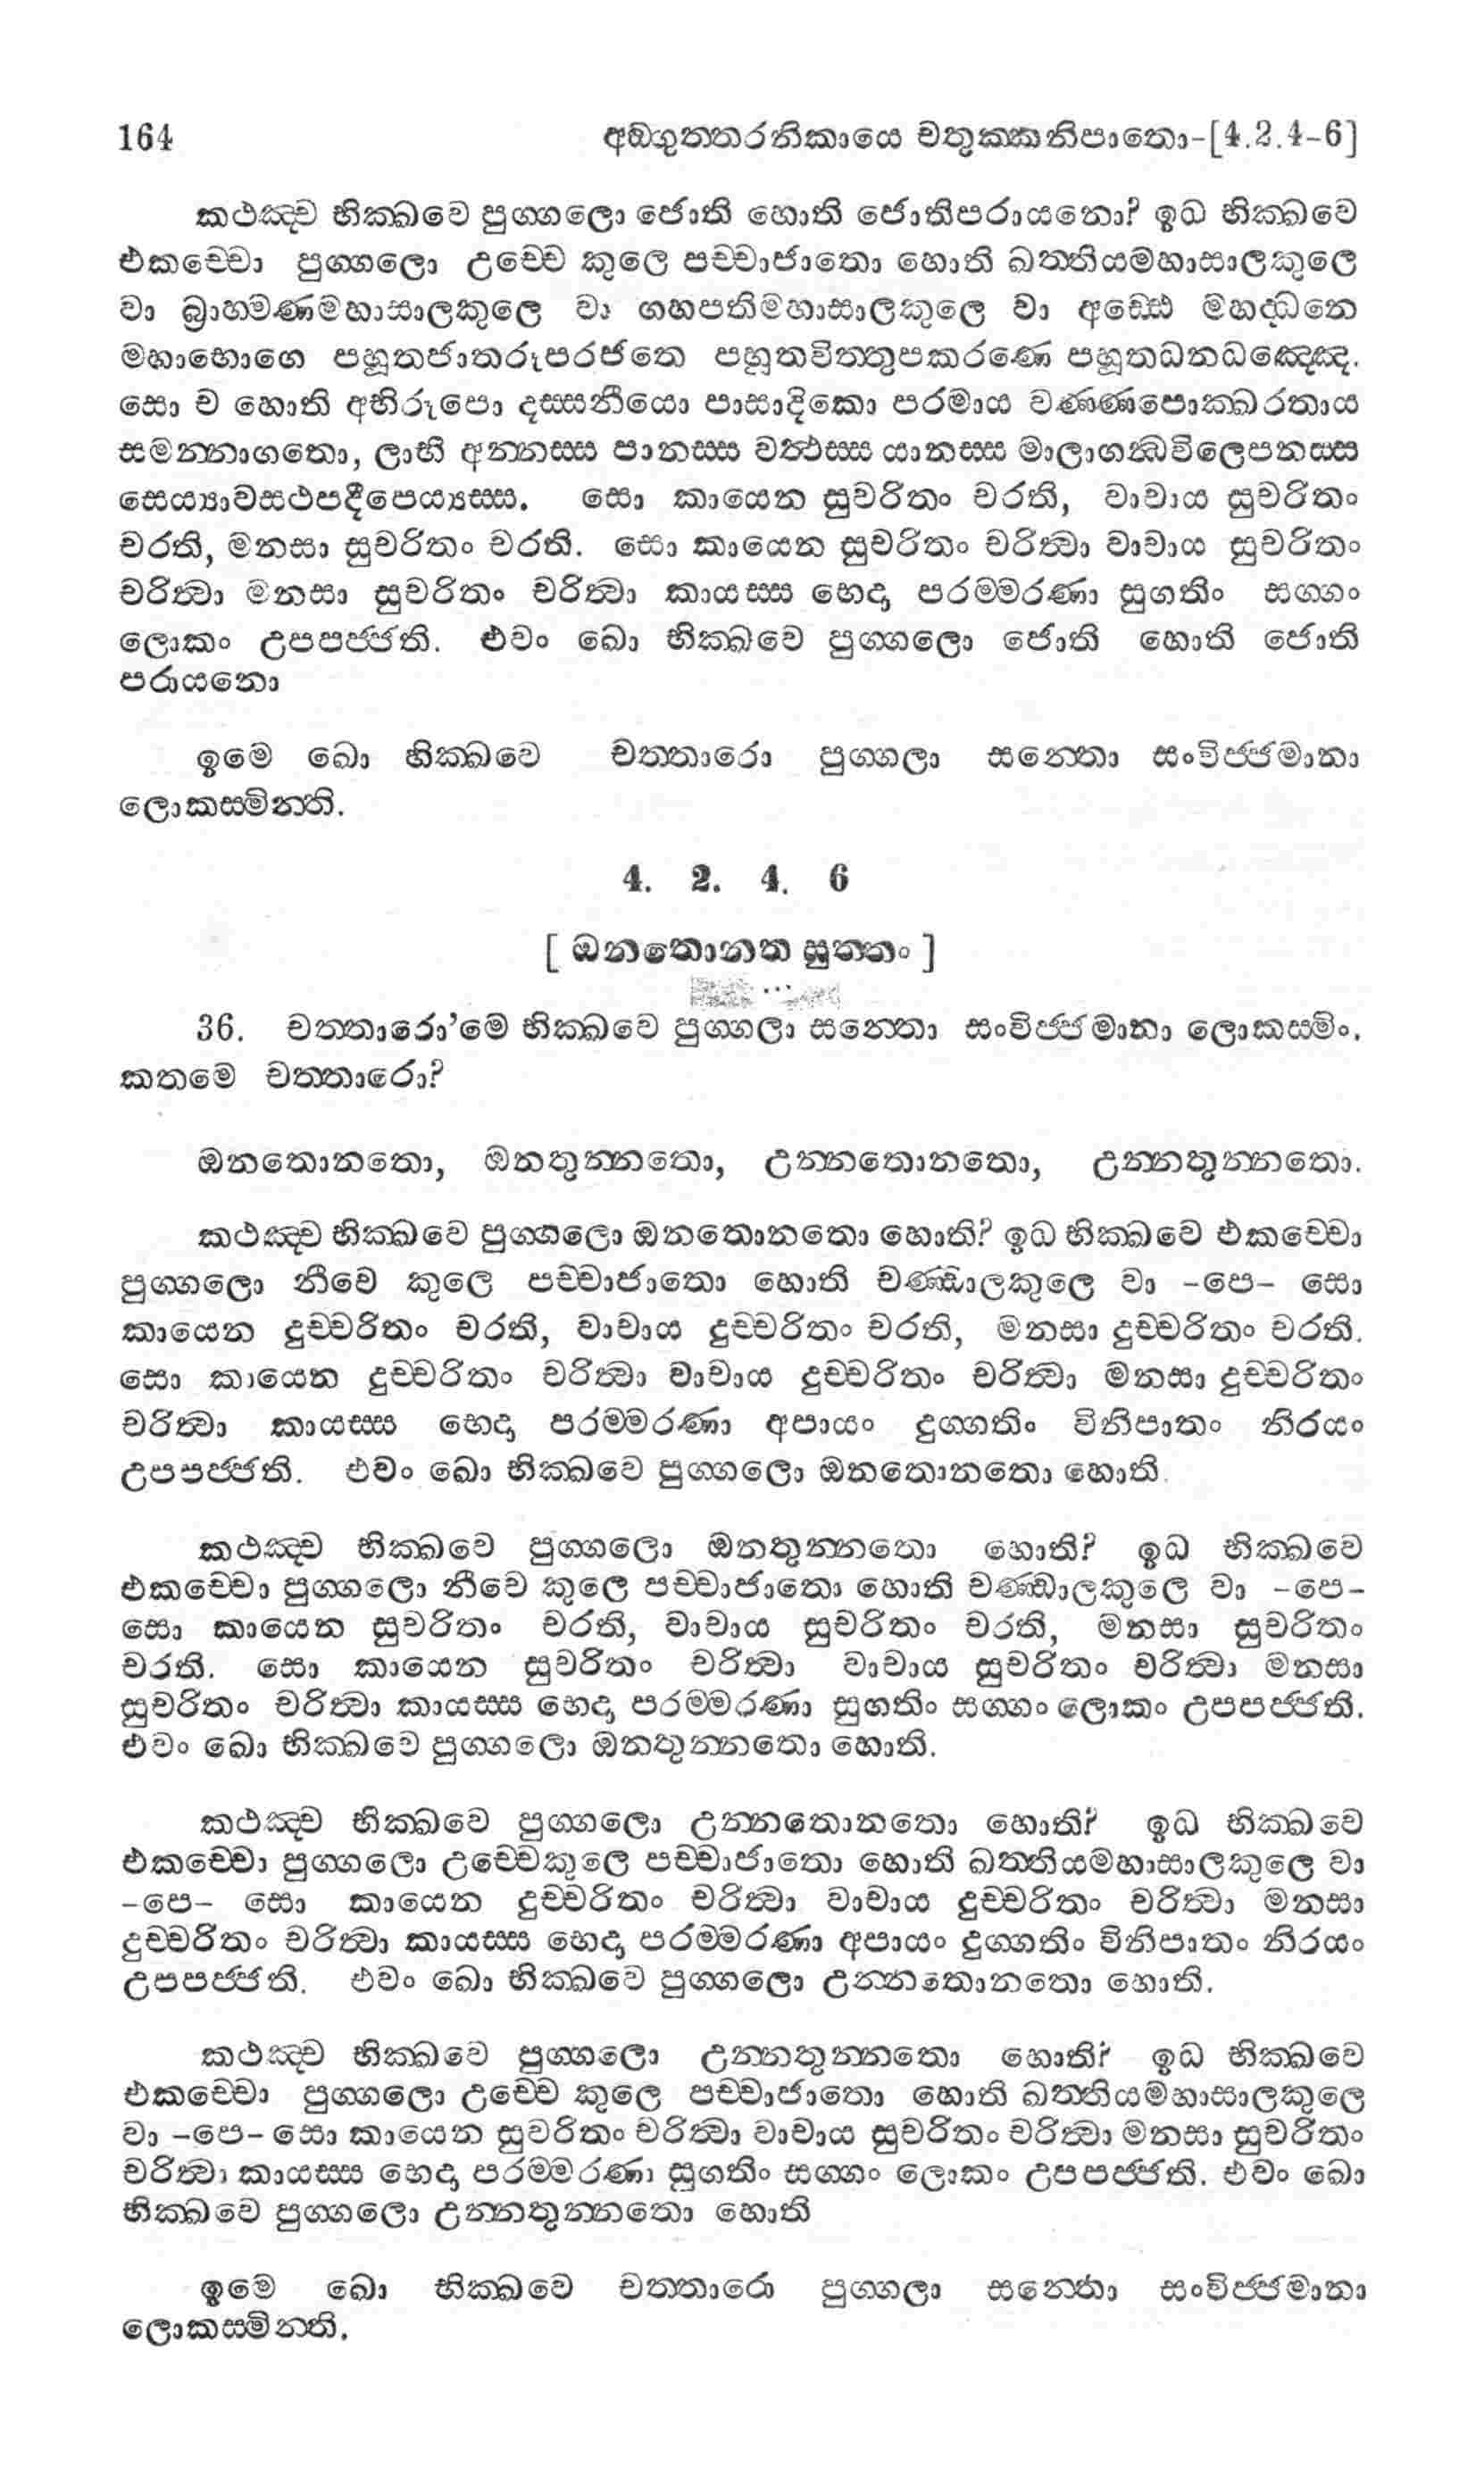 164 අඞගුත්තරනිකායෙ චතුක්කනිපාතො-[4.2.4-6]
කථඤ්ච භික්ඛවෙ පුග්ගලො ජොති හොති ජොතිපරායනො? ඉධ භික්ඛවෙ
එකච්චො පුග්ගලො උච්චෙ කුලෙ පච්චාජාතො හොති ඛත්තියමහාසාලකුලෙ
වා බ්‍රාහමණමහාසාලකුලෙ වා ගහපතිමහාසාලකුලෙ වා අඩ්ඪෙ මහද්ධනෙ
මහාභොගෙ පහූතජාතරූපරජතෙ පහූතවිත්තූපකරණෙ පහූතධනධඤ්ඤෙ.
සො ච හොති අභිරූපො දස්සනීයො පාසාදිකො පරමාය වණ්ණපොක්ඛරතාය
සමන්නාගතො, ලාභී අන්නස්ස පානස්ස වත්ථස්ස යානස්ස මාලාගන්ධවිලෙපනස්ස
සෙය්‍යාවසථපදීපෙය්‍යස්ස. සො කායෙන සුචරිතං චරති, වාචාය සුචරිතං
චරති, මනසා සුචරිතං චරති. සො කායෙන සුචරිතං චරිත්‍වා වාචාය සුචරිතං
චරිත්‍වා මනසා සුචරිතං චරිත්‍වා කායස්ස භෙදා පරම්මරණා සුගතිං සග්ගං
ලොකං උපපජ්ජති. එවං ඛො භික්ඛවෙ පුග්ගලො ජොති හොති ජොති
පරායනො
ඉමෙ ඛො භික්ඛවෙ චත්තාරො පුග්ගලා සන්තො සංවිජ්ජමානා
ලොකස්මින්ති.
4. 2. 4. 6
[ ඔනතොනත සුත්තං ]
36. චත්තාරො’මෙ භික්ඛවෙ පුග්ගලා සන්තො සංවිජ්ජමානා ලොකස්මිං.
කතමෙ චත්තාරො?
ඔනතොනතො, ඔනතුන්නතො, උන්නතොනතො, උන්නතුන්නතො.
කථඤ්ච භික්ඛවෙ පුග්ගලො ඔනතොනතො හොති? ඉධ භික්ඛවෙ එකච්චො
පුග්ගලො නීචෙ කුලෙ පච්චාජාතො හොති චණ්ඩාලකුලෙ වා -පෙ- සො
කායෙන දුච්චරිතං චරති, වාචාය දුච්චරිතං චරති, මනසා දුච්චරිතං චරති.
සො කායෙන දුච්චරිතං චරිත්‍වා වාචාය දුච්චරිතං චරිත්‍වා මනසා දුච්චරිතං
චරිත්‍වා කායස්ස භෙදා පරම්මරණා අපායං දුග්ගතිං විනිපාතං නිරයං
උපපජ්ජති. එවං ඛො භික්ඛවෙ පුග්ගලො ඔනතොනතො හොති.
කථඤ්ච භික්ඛවෙ පුග්ගලො ඔනතුන්නතො හොති? ඉධ භික්ඛවෙ
එකච්චො පුග්ගලො නීචෙ කුලෙ පච්චාජාතො හොති චණ්ඩාලකුලෙ වා -පෙ-
සො කායෙන සුචරිතං චරති, වාචාය සුචරිතං චරති, මනසා සුචරිතං
චරති. සො කායෙන සුචරිතං චරිත්‍වා වාචාය සුචරිතං චරිත්‍වා මනසා
සුචරිතං චරිත්‍වා කායස්ස භෙදා පරම්මරණා සුගතිං සග්ගං ලොකං උපපජ්ජති.
එවං ඛො භික්ඛවෙ පුග්ගලො ඔනතුන්නතො හොති.
කථඤ්ච භික්ඛවෙ පුග්ගලො උන්නතොනතො හොති? ඉධ භික්ඛවෙ
එකච්චො පුග්ගලො උච්චෙකුලෙ පච්චාජාතො හොති ඛත්තියමහාසාලකුලෙ වා
-පෙ- සො කායෙන දුච්චරිතං චරිත්‍වා වාචාය දුච්චරිතං චරිත්‍වා මනසා
දුච්චරිතං චරිත්‍වා කායස්ස භෙදා පරම්මරණා අපායං දුග්ගතිං විනිපාතං නිරයං
උපපජ්ජති. එවං ඛො භික්ඛවෙ පුග්ගලො උන්නතොනතො හොති.
කථඤ්ච භික්ඛවෙ පුග්ගලො උන්නතුන්නතො හොති? ඉධ භික්ඛවෙ
එකච්චො පුග්ගලො උච්චෙ කුලෙ පච්චාජාතො හොති ඛත්තියමහාසාලකුලෙ
වා -පෙ- සො කායෙන සුචරිතං චරිත්‍වා වාචාය සුචරිතං චරිත්‍වා මනසා සුචරිතං
චරිත්‍වා කායස්ස භෙදා පරම්මරණා සුගතිං සග්ගං ලොකං උපපජ්ජති. එවං ඛො
භික්ඛවෙ පුග්ගලො උන්නතුන්නතො හොති
ඉමෙ ඛො භික්ඛවෙ චත්තාරො පුග්ගලා සන්තො සංවිජ්ජමානා
ලොකස්මින්ති.